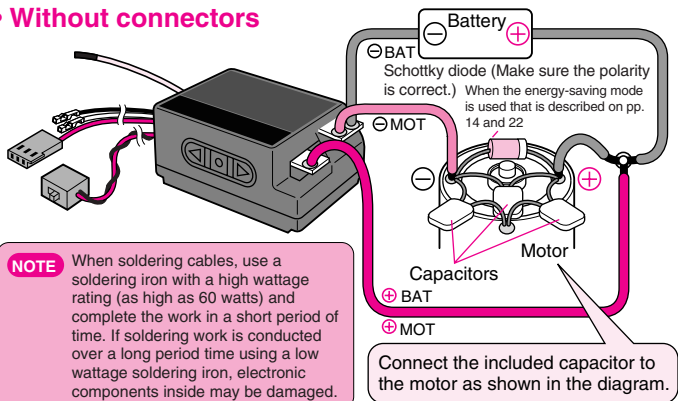 • Without connectors
Battery
⊖ ⊕
⊖BAT
Schottky diode (Make sure the polarity
is correct.) When the energy-saving mode
is used that is described on pp.
14 and 22
⊖MOT
⊖ ⊕
Motor
Capacitors
⊕ BAT
⊕ MOT
NOTE When soldering cables, use a
soldering iron with a high wattage
rating (as high as 60 watts) and
complete the work in a short period of
time. If soldering work is conducted
over a long period time using a low
wattage soldering iron, electronic
components inside may be damaged.
Connect the included capacitor to
the motor as shown in the diagram.